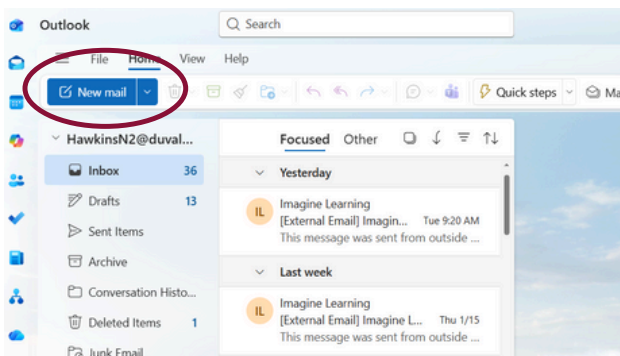 Outlook
Search
File Home View Help
New mail
Quick steps
HawkinsN2@duval...
Focused Other
Inbox 36
Yesterday
Drafts 13
IL
Imagine Learning
[External Email] Imagin... Tue 9:20 AM
This message was sent from outside ...
Sent Items
Archive
Last week
Conversation Histo...
IL
Imagine Learning
[External Email] Imagine L... Thu 1/15
This message was sent from outside ...
Deleted Items 1
Junk Email